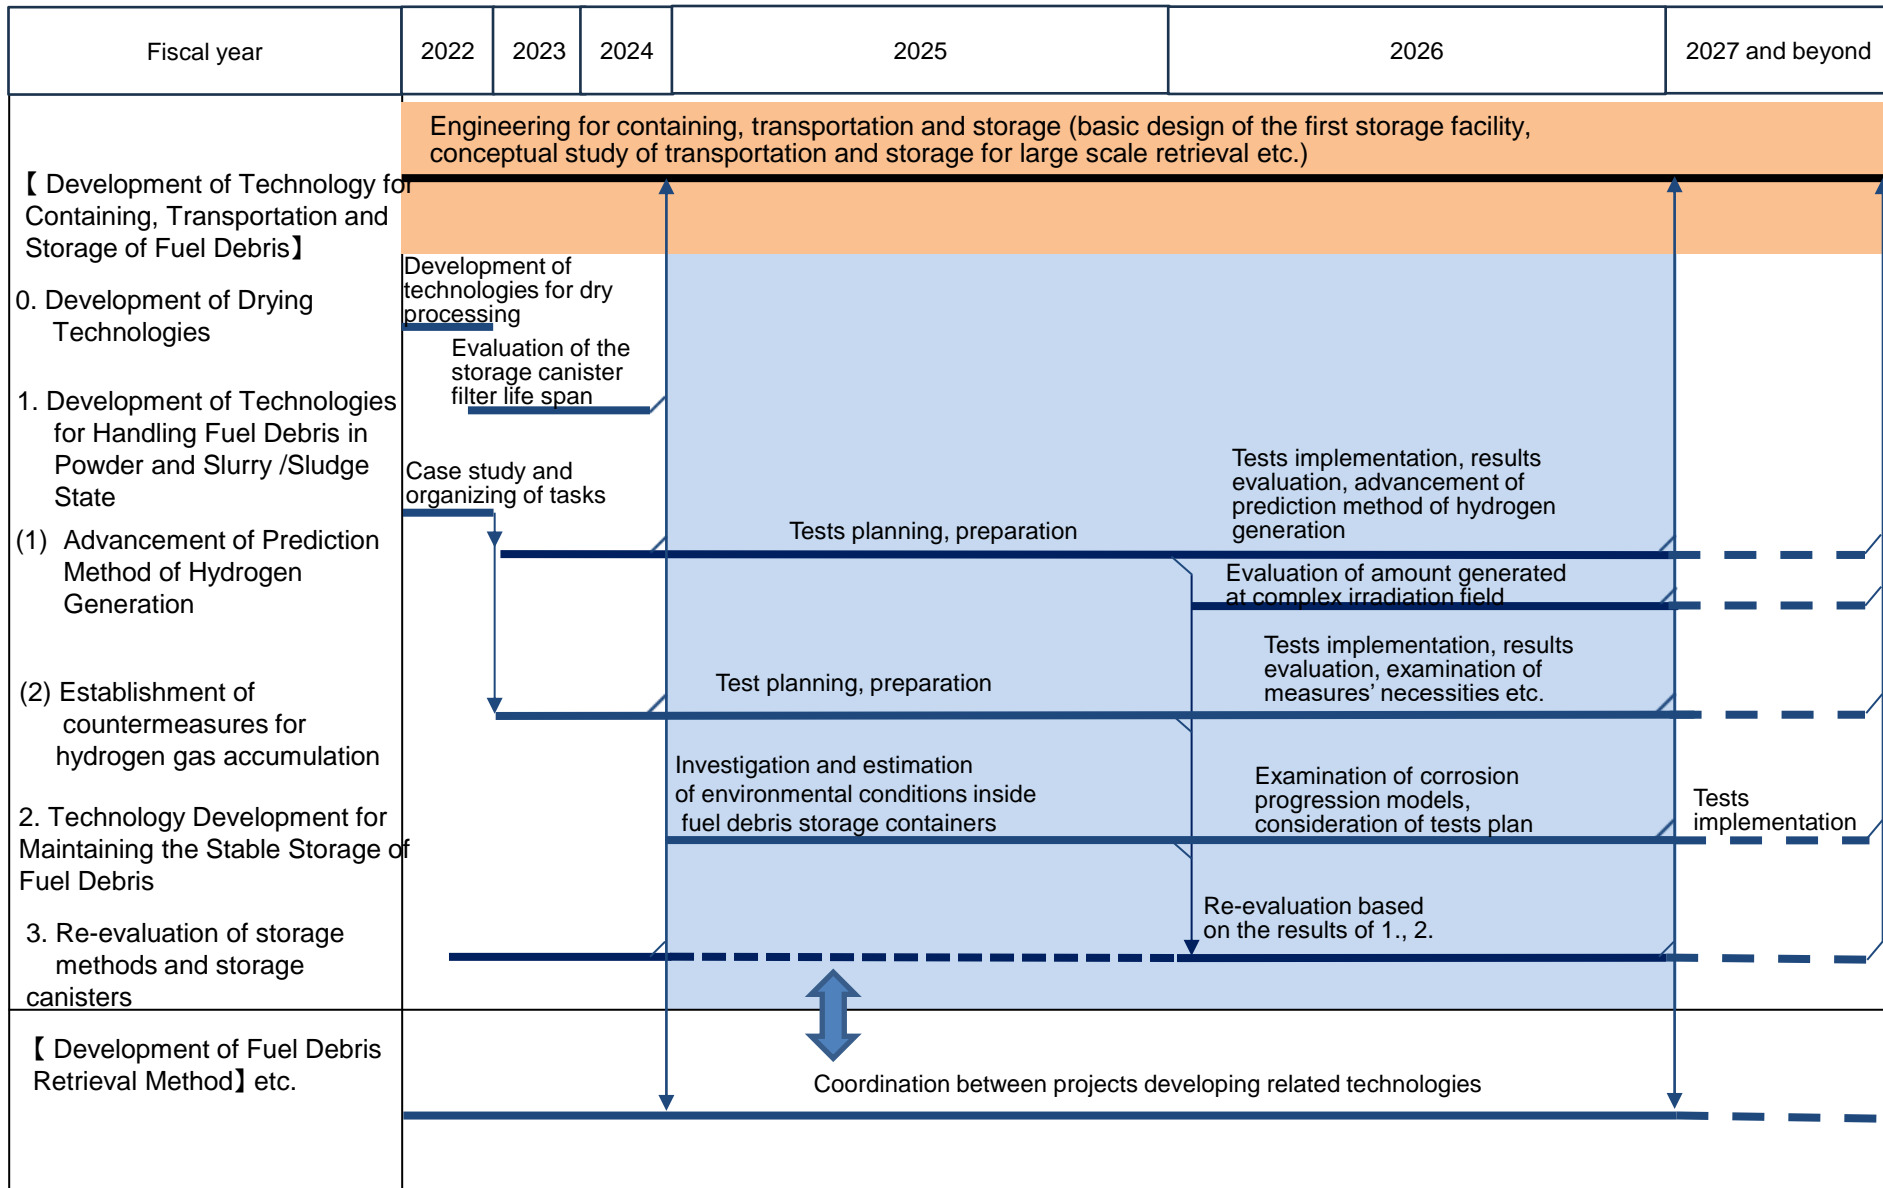 Fiscal year
2022
2023
2024
2025
2026
2027 and beyond
Engineering for containing, transportation and storage (basic design of the first storage facility,
conceptual study of transportation and storage for large scale retrieval etc.)
【 Development of Technology for
Containing, Transportation and
Storage of Fuel Debris】
Development of
technologies for dry
processing
0. Development of Drying
Technologies
Evaluation of the
storage canister
filter life span
1. Development of Technologies
for Handling Fuel Debris in
Powder and Slurry /Sludge
State
Case study and
organizing of tasks
Tests implementation, results
evaluation, advancement of
prediction method of hydrogen
generation
Tests planning, preparation
(1) Advancement of Prediction
Method of Hydrogen
Generation
Evaluation of amount generated
at complex irradiation field
Tests implementation, results
evaluation, examination of
measures’ necessities etc.
Test planning, preparation
(2) Establishment of
countermeasures for
hydrogen gas accumulation
Investigation and estimation
of environmental conditions inside
fuel debris storage containers
Examination of corrosion
progression models,
consideration of tests plan
Tests
implementation
2. Technology Development for
Maintaining the Stable Storage of
Fuel Debris
Re-evaluation based
on the results of 1., 2.
3. Re-evaluation of storage
methods and storage
canisters
【 Development of Fuel Debris
Retrieval Method】 etc.
Coordination between projects developing related technologies